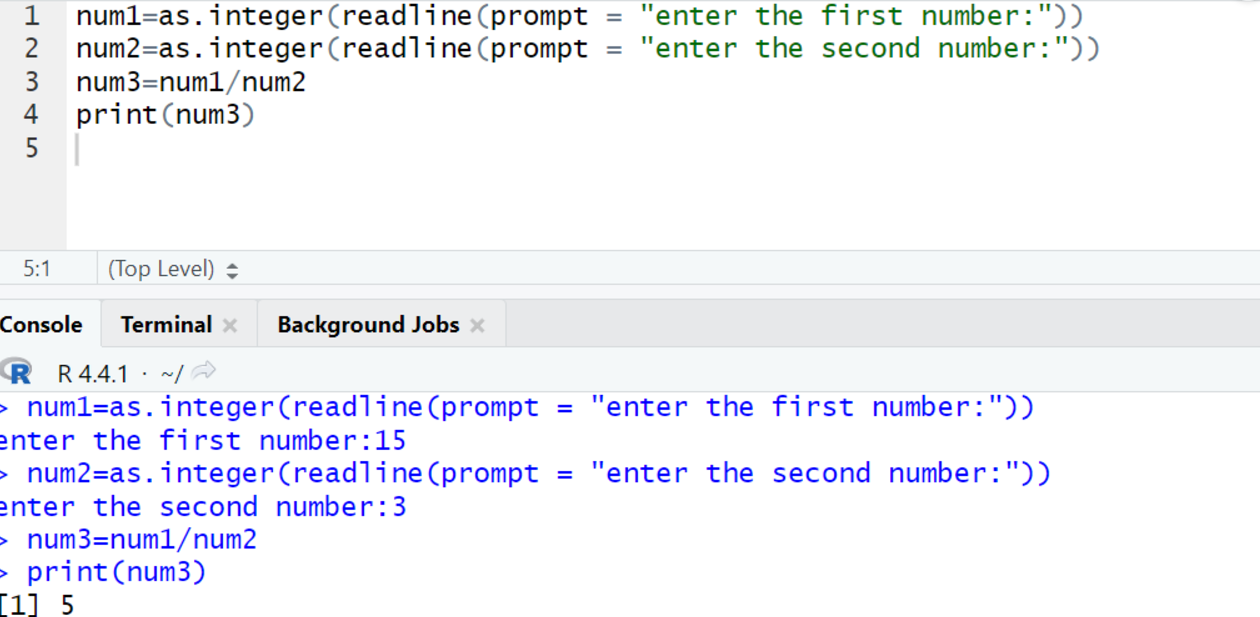 1 num1=as.integer(readline(prompt = "enter the first number:"))
2 num2=as.integer(readline(prompt = "enter the second number:"))
3 num3=num1/num2
4 print(num3)
5
5:1 (Top Level)
Console Terminal Background Jobs
R R 4.4.1 · ~/
> num1=as.integer(readline(prompt = "enter the first number:"))
enter the first number:15
> num2=as.integer(readline(prompt = "enter the second number:"))
enter the second number:3
> num3=num1/num2
> print(num3)
[1] 5